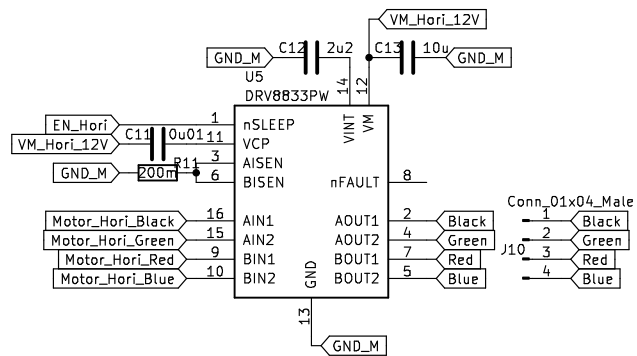 VM_Hori_12V
GND_M C12 2u2 C13 10u GND_M
U5
DRV8833PW
14 12
EN_Hori 1 nSLEEP VINT VM
VM_Hori_12V C11 0u01 11 VCP
GND_M 200m R11 3 AISEN
6 BISEN nFAULT 8
Conn_01x04_Male
Motor_Hori_Black 16 AIN1 AOUT1 2 Black 1 Black
Motor_Hori_Green 15 AIN2 AOUT2 4 Green 2 Green
J10
Motor_Hori_Red 9 BIN1 BOUT1 7 Red 3 Red
Motor_Hori_Blue 10 BIN2 BOUT2 5 Blue 4 Blue
GND
13
GND_M